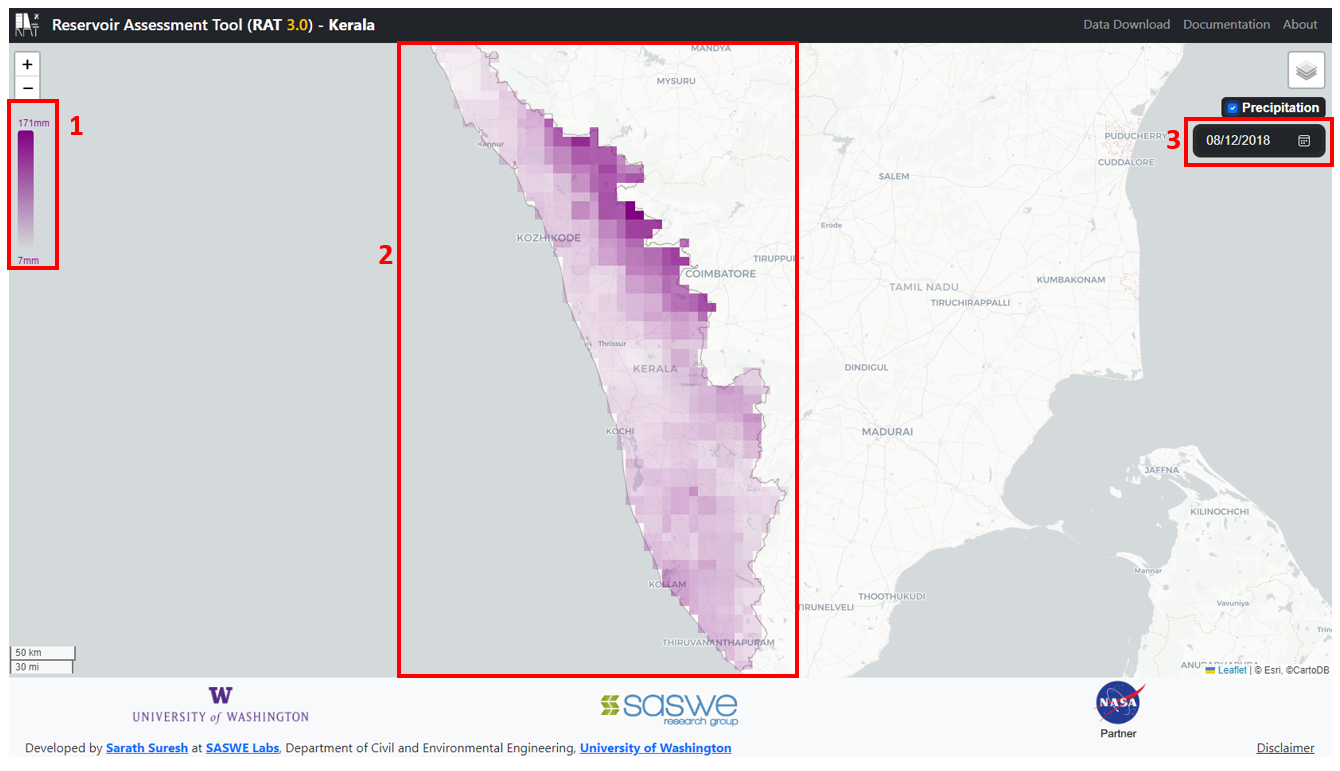 Reservoir Assessment Tool (RAT 3.0) - Kerala
Data Download Documentation About
RAT
+
−
171mm
7mm
1
2
3
Precipitation
08/12/2018
MANDYA
MYSURU
Kannur
PUDUCHERRY
CUDDALORE
SALEM
Erode
KOZHIKODE
TIRUPPUR
COIMBATORE
KUMBAKONAM
TAMIL NADU
TIRUCHIRAPPALLI
Thrissur
KERALA
DINDIGUL
KOCHI
MADURAI
JAFFNA
KILINOCHCHI
Mannar
KOLLAM
THOOTHUKUDI
TIRUNELVELI
Vavuniya
THIRUVANANTHAPURAM
Trin
ANURADHAPURA
50 km
30 mi
Leaflet | © Esri, ©CartoDB
W
UNIVERSITY of WASHINGTON
saswe
research group
NASA
Partner
Developed by Sarath Suresh at SASWE Labs, Department of Civil and Environmental Engineering, University of Washington
Disclaimer